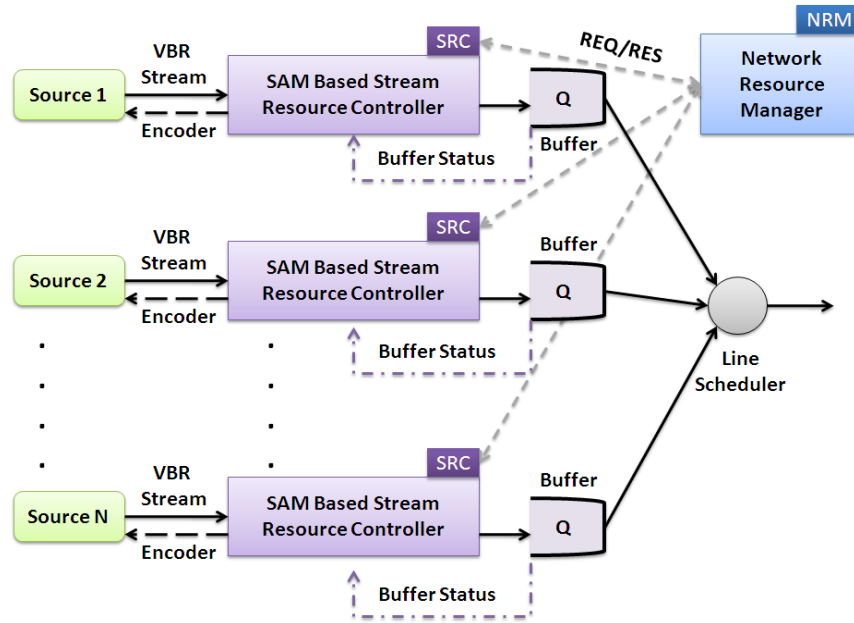 NRM
SRC
REQ/RES
VBR
Stream
SAM Based Stream
Resource Controller
Network
Resource
Manager
Source 1
Q
Encoder
Buffer
Buffer Status
SRC
VBR
Stream
Buffer
SAM Based Stream
Resource Controller
Source 2
Q
Encoder
Buffer Status
Line
Scheduler
SRC
VBR
Stream
Buffer
SAM Based Stream
Resource Controller
Source N
Q
Encoder
Buffer Status